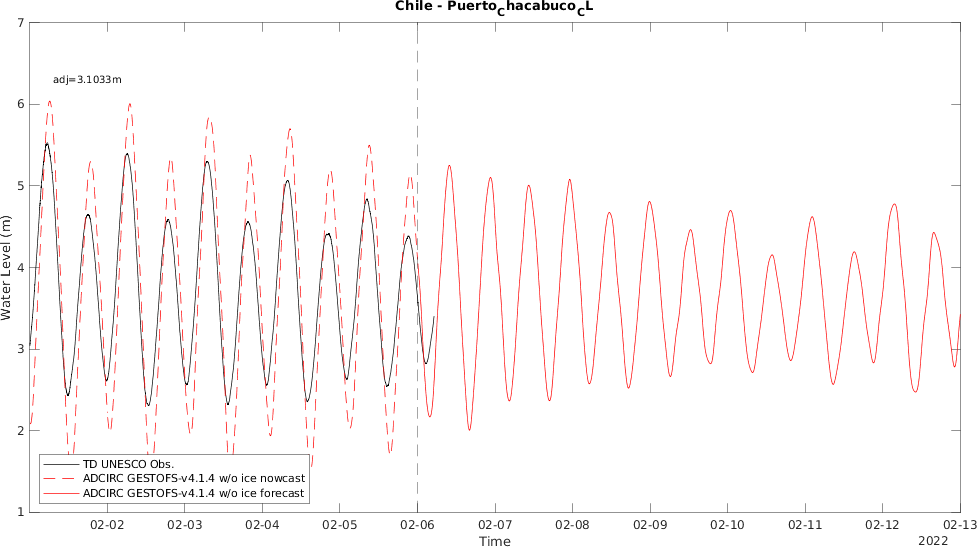 Chile - Puerto_Chacabuco_CL
7
adj=3.1033m
6
5
4
Water Level (m)
3
2
TD UNESCO Obs.
ADCIRC GESTOFS-v4.1.4 w/o ice nowcast
ADCIRC GESTOFS-v4.1.4 w/o ice forecast
1
02-02 02-03 02-04 02-05 02-06 02-07 02-08 02-09 02-10 02-11 02-12 02-13
Time
2022